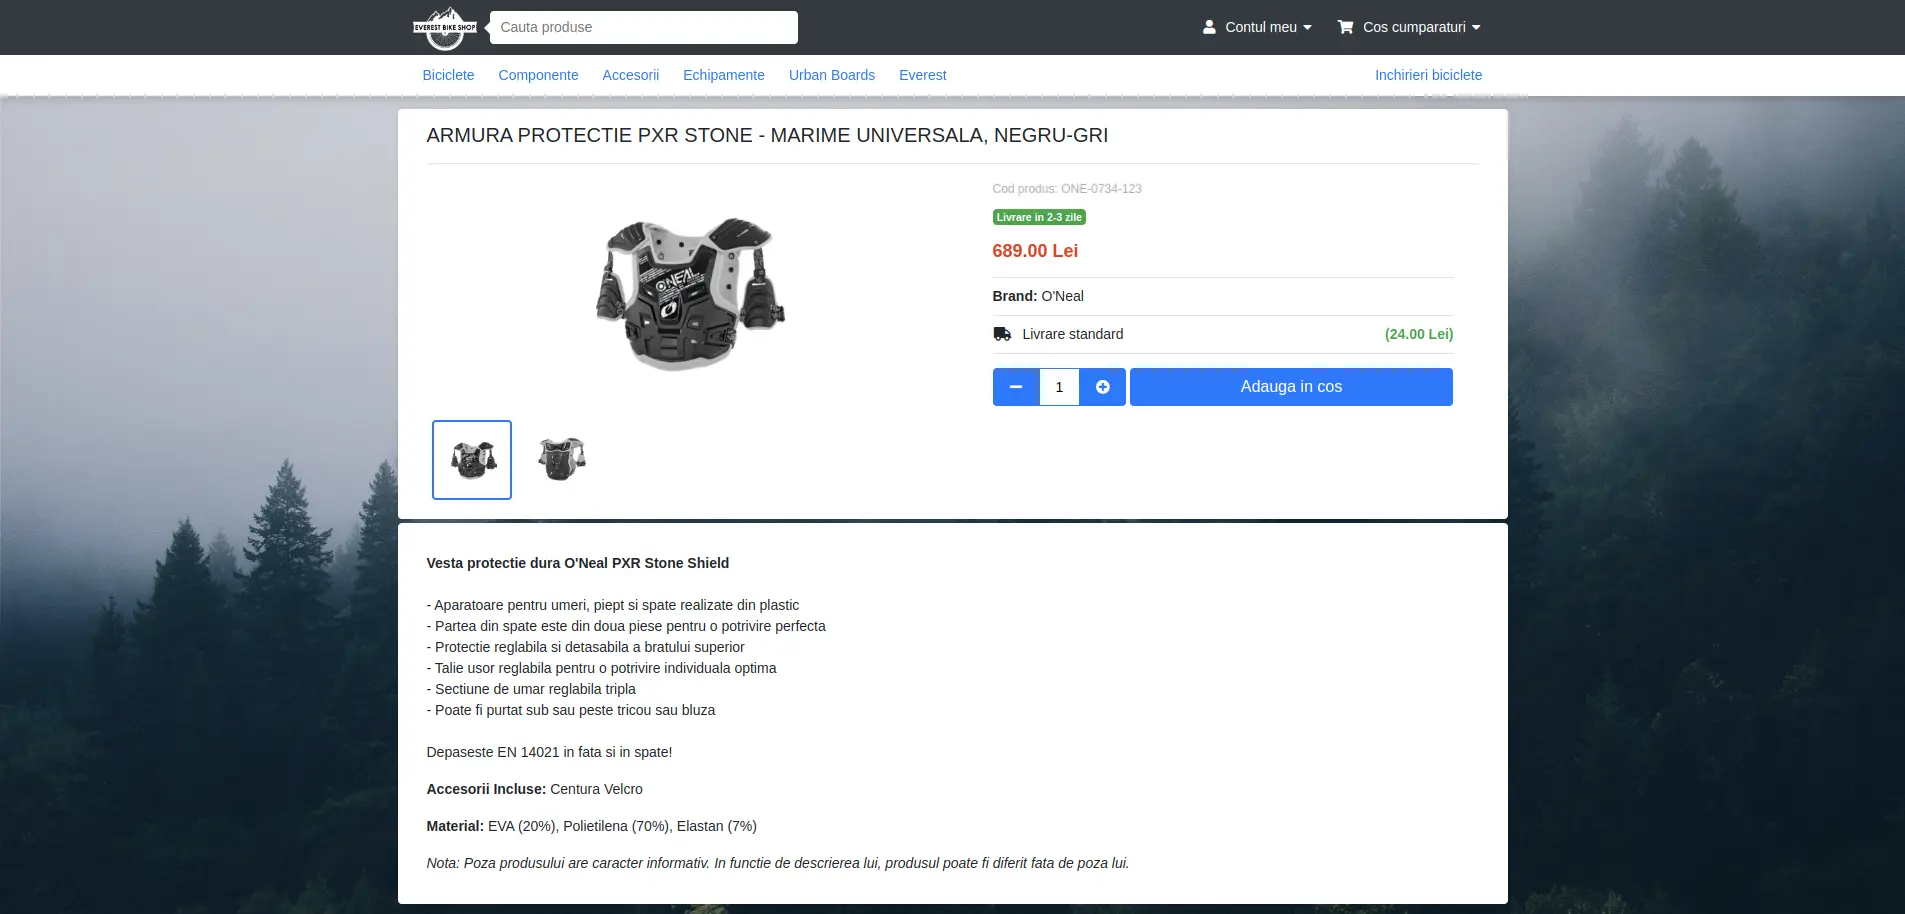 EVEREST BIKE SHOP
Cauta produse
Contul meu
Cos cumparaturi
Biciclete
Componente
Accesorii
Echipamente
Urban Boards
Everest
Inchirieri biciclete
ARMURA PROTECTIE PXR STONE - MARIME UNIVERSALA, NEGRU-GRI
O'NEAL
Cod produs: ONE-0734-123
Livrare in 2-3 zile
689.00 Lei
Brand: O'Neal
Livrare standard (24.00 Lei)
1
Adauga in cos
Vesta protectie dura O'Neal PXR Stone Shield
- Aparatoare pentru umeri, piept si spate realizate din plastic
- Partea din spate este din doua piese pentru o potrivire perfecta
- Protectie reglabila si detasabila a bratului superior
- Talie usor reglabila pentru o potrivire individuala optima
- Sectiune de umar reglabila tripla
- Poate fi purtat sub sau peste tricou sau bluza
Depaseste EN 14021 in fata si in spate!
Accesorii Incluse: Centura Velcro
Material: EVA (20%), Polietilena (70%), Elastan (7%)
Nota: Poza produsului are caracter informativ. In functie de descrierea lui, produsul poate fi diferit fata de poza lui.